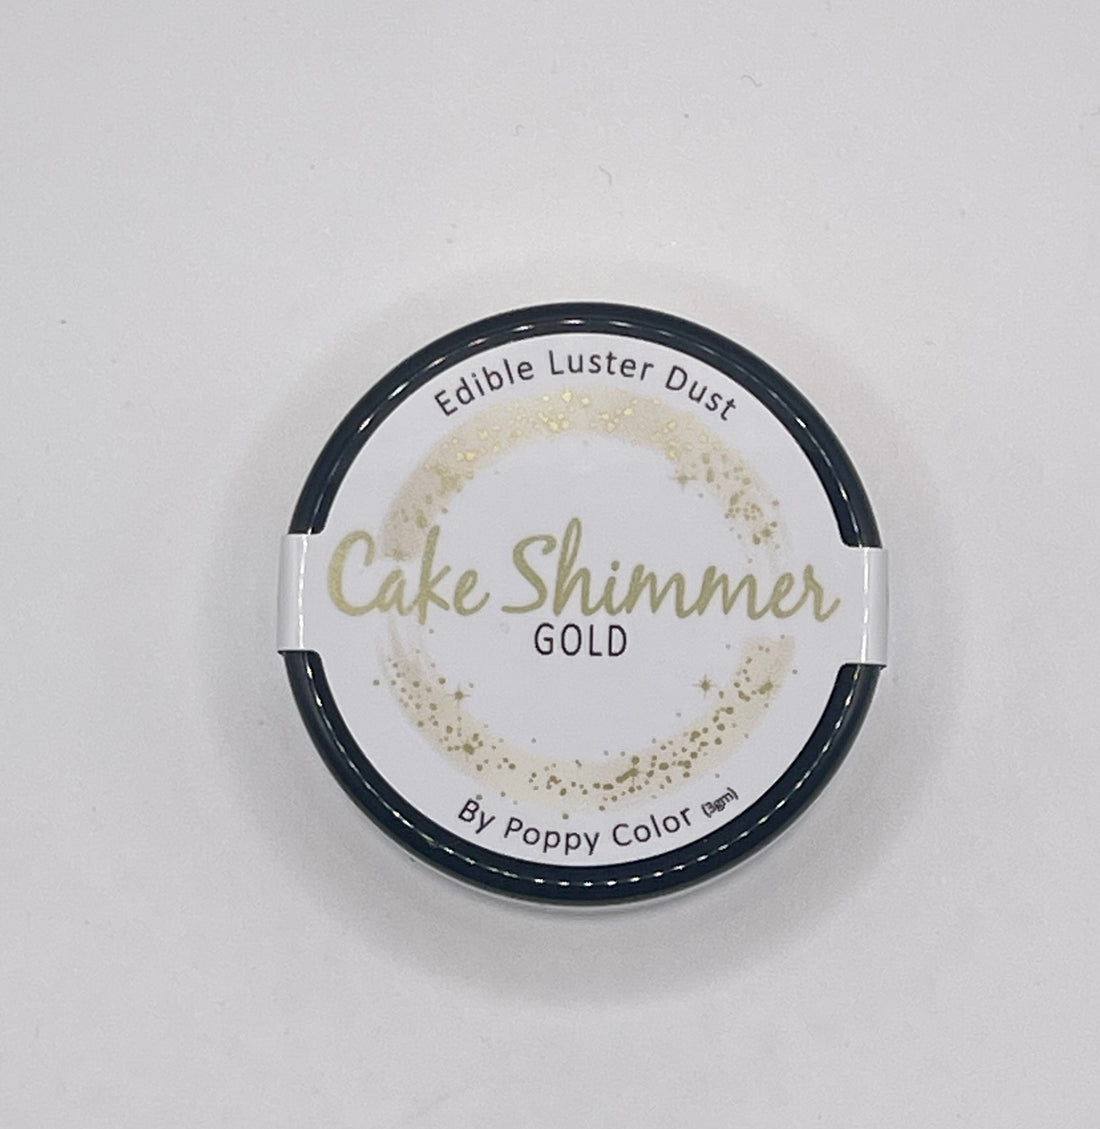 Edible Luster Dust
Cake Shimmer
GOLD
By Poppy Color (3gm)